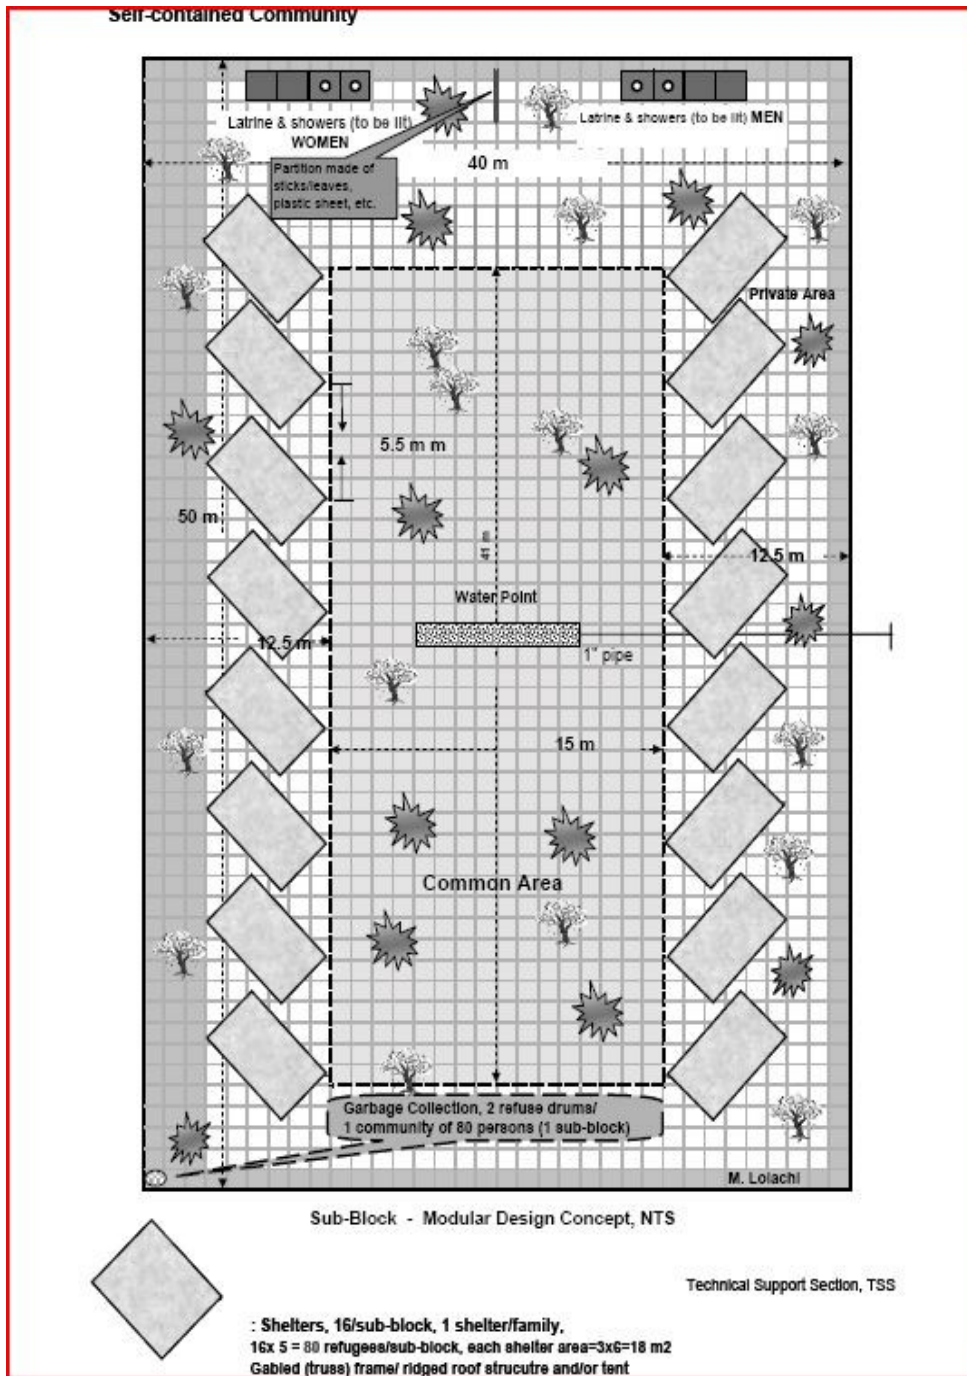 Self-contained Community
Latrine & showers (to be lit)
WOMEN
Latrine & showers (to be lit) MEN
Partition made of
sticks/leaves,
plastic sheet, etc.
40 m
Private Area
5.5 m m
50 m
41 m
12.5 m
Water Point
12.5 m
1" pipe
15 m
Common Area
Garbage Collection, 2 refuse drums/
1 community of 80 persons (1 sub-block)
M. Lolachi
Sub-Block - Modular Design Concept, NTS
Technical Support Section, TSS
: Shelters, 16/sub-block, 1 shelter/family,
16x 5 = 80 refugees/sub-block, each shelter area=3x6=18 m2
Gabled (truss) frame/ ridged roof strucutre and/or tent